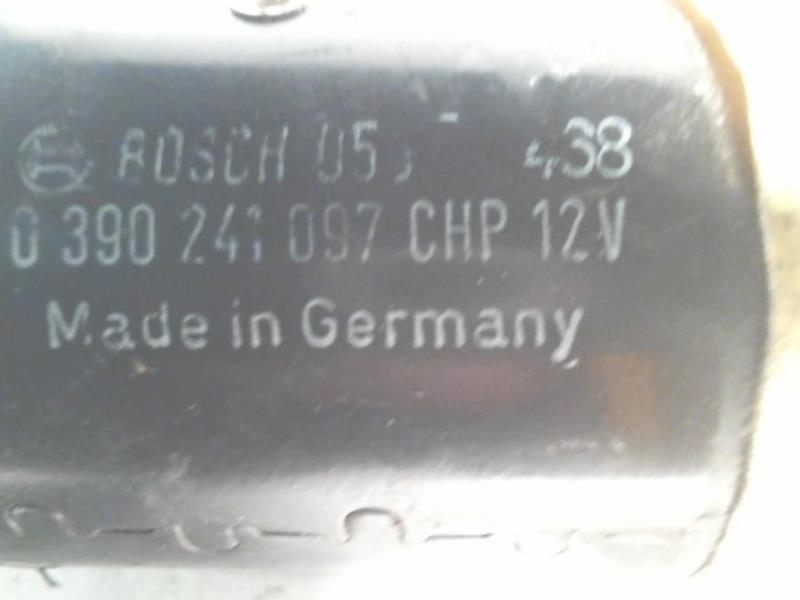 BOSCH
0 390 241 097 CHP 12V
Made in Germany